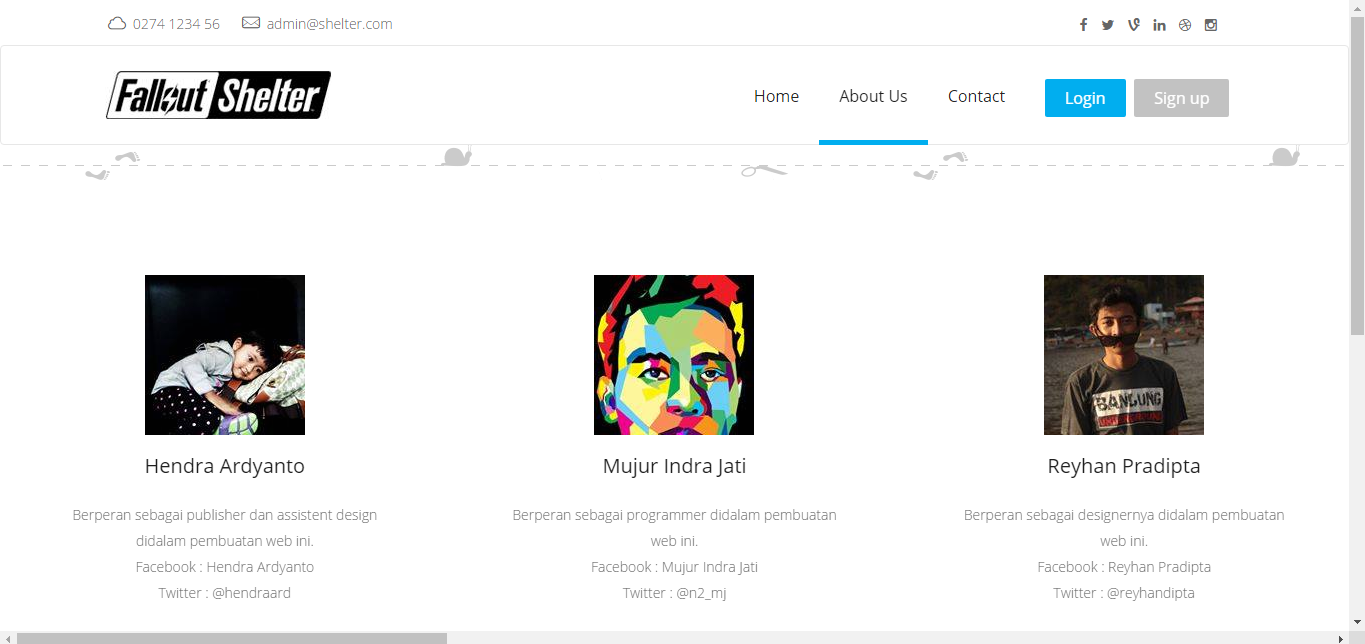 0274 1234 56 admin@shelter.com
Fallout Shelter
Home About Us Contact Login Sign up
BANDUNG
Hendra Ardyanto Mujur Indra Jati Reyhan Pradipta
Berperan sebagai publisher dan assistent design
didalam pembuatan web ini.
Facebook : Hendra Ardyanto
Twitter : @hendraard
Berperan sebagai programmer didalam pembuatan
web ini.
Facebook : Mujur Indra Jati
Twitter : @n2_mj
Berperan sebagai designernya didalam pembuatan
web ini.
Facebook : Reyhan Pradipta
Twitter : @reyhandipta